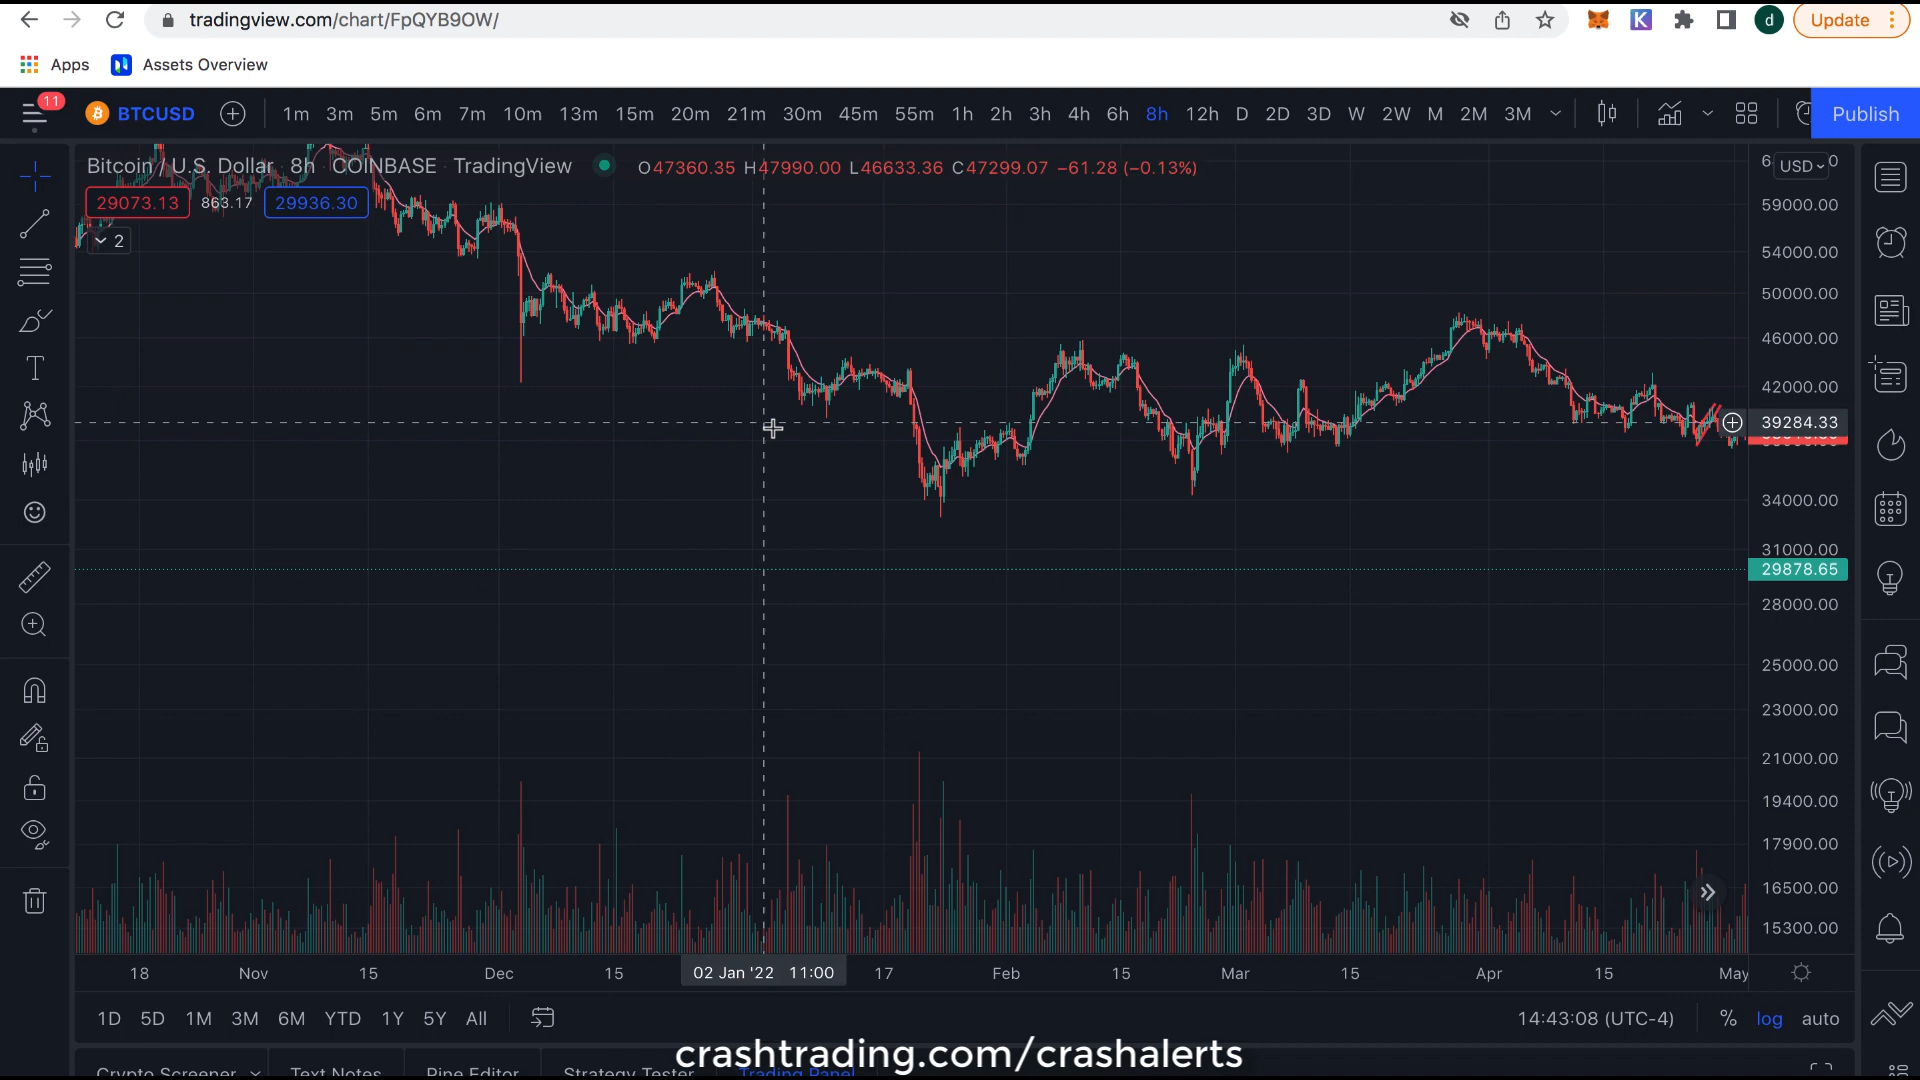 tradingview.com/chart/FpQYB9OW/
K
d
Update
Apps
Assets Overview
11
BTCUSD
1m 3m 5m 6m 7m 10m 13m 15m 20m 21m 30m 45m 55m 1h 2h 3h 4h 6h 8h 12h D 2D 3D W 2W M 2M 3M
Publish
Bitcoin / U.S. Dollar · 8h · COINBASE · TradingView
O47360.35 H47990.00 L46633.36 C47299.07 −61.28 (−0.13%)
USD
29073.13 863.17 29936.30
2
59000.00
54000.00
50000.00
46000.00
42000.00
39284.33
34000.00
31000.00
29878.65
28000.00
25000.00
23000.00
21000.00
19400.00
17900.00
16500.00
15300.00
18 Nov 15 Dec 15 02 Jan '22 11:00 17 Feb 15 Mar 15 Apr 15 May
1D 5D 1M 3M 6M YTD 1Y 5Y All
14:43:08 (UTC-4) % log auto
crashtrading.com/crashalerts
Crypto Screener Text Notes Pine Editor Strategy Tester Trading Panel